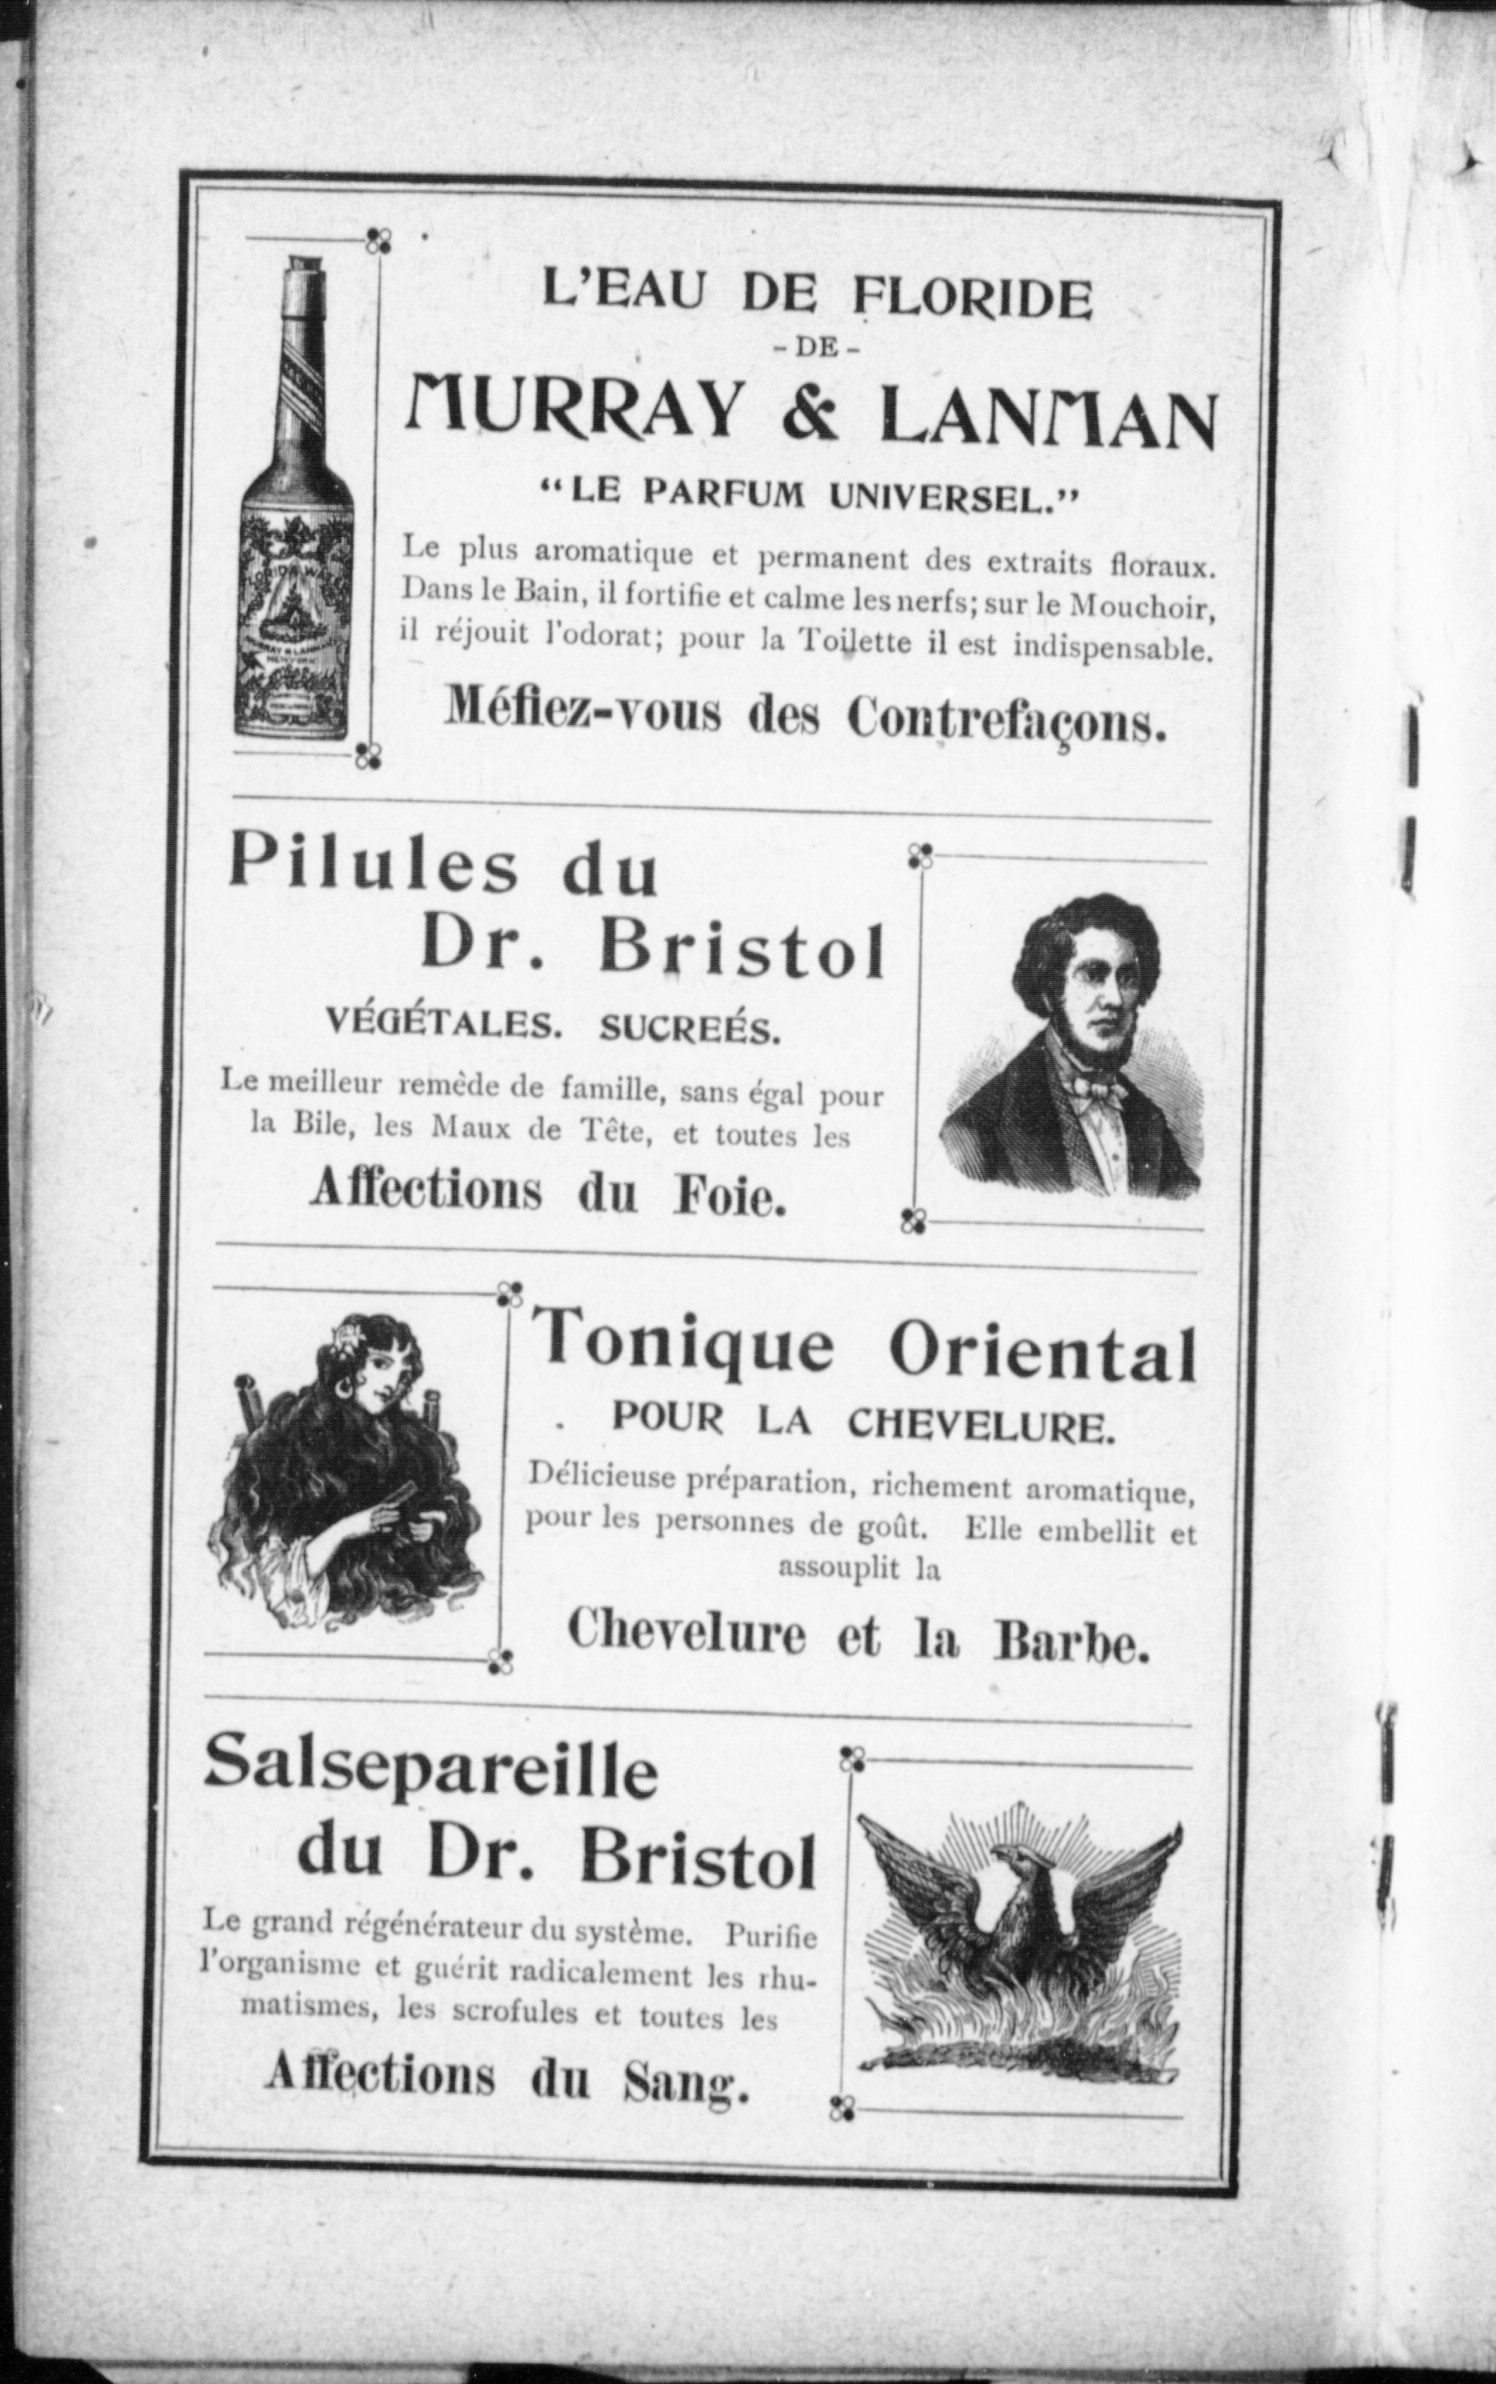 L'EAU DE FLORIDE
- DE -
MURRAY & LANMAN
"LE PARFUM UNIVERSEL."
Le plus aromatique et permanent des extraits floraux.
Dans le Bain, il fortifie et calme les nerfs; sur le Mouchoir,
il réjouit l'odorat; pour la Toilette il est indispensable.
Méfiez-vous des Contrefaçons.
FLORIDA WATER
MURRAY & LANMAN
NEW YORK
Pilules du
Dr. Bristol
VÉGÉTALES. SUCREÉS.
Le meilleur remède de famille, sans égal pour
la Bile, les Maux de Tête, et toutes les
Affections du Foie.
Tonique Oriental
POUR LA CHEVELURE.
Délicieuse préparation, richement aromatique,
pour les personnes de goût. Elle embellit et
assouplit la
Chevelure et la Barbe.
Salsepareille
du Dr. Bristol
Le grand régénérateur du système. Purifie
l'organisme et guérit radicalement les rhu-
matismes, les scrofules et toutes les
Affections du Sang.